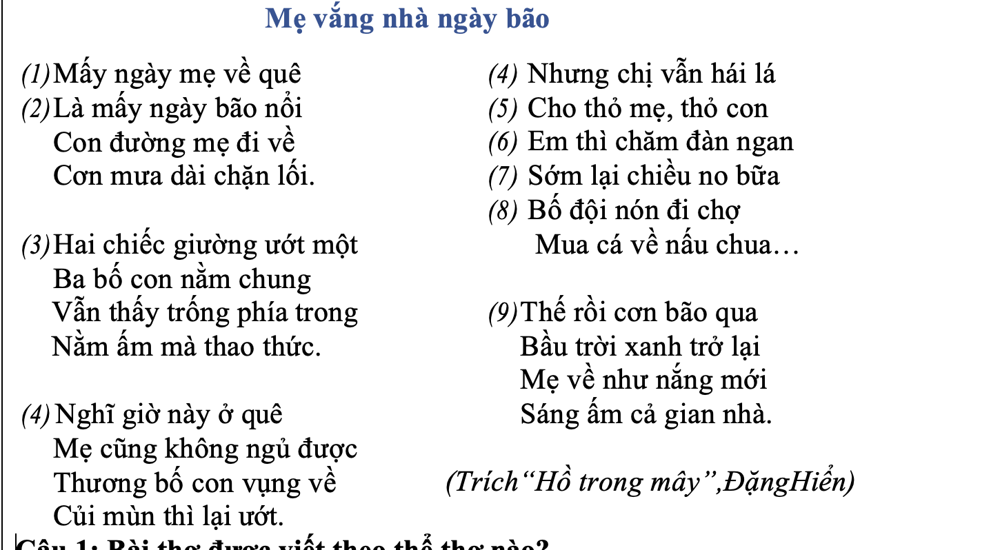 Mẹ vắng nhà ngày bão
(1)Mấy ngày mẹ về quê
(2)Là mấy ngày bão nổi
Con đường mẹ đi về
Cơn mưa dài chặn lối.
(3)Hai chiếc giường ướt một
Ba bố con nằm chung
Vẫn thấy trống phía trong
Nằm ấm mà thao thức.
(4)Nghĩ giờ này ở quê
Mẹ cũng không ngủ được
Thương bố con vụng về
Củi mùn thì lại ướt.
(4) Nhưng chị vẫn hái lá
(5) Cho thỏ mẹ, thỏ con
(6) Em thì chăm đàn ngan
(7) Sớm lại chiều no bữa
(8) Bố đội nón đi chợ
Mua cá về nấu chua…
(9)Thế rồi cơn bão qua
Bầu trời xanh trở lại
Mẹ về như nắng mới
Sáng ấm cả gian nhà.
(Trích“Hồ trong mây”,ĐặngHiển)
Câu 1: Bài thơ được viết theo thể thơ nào?